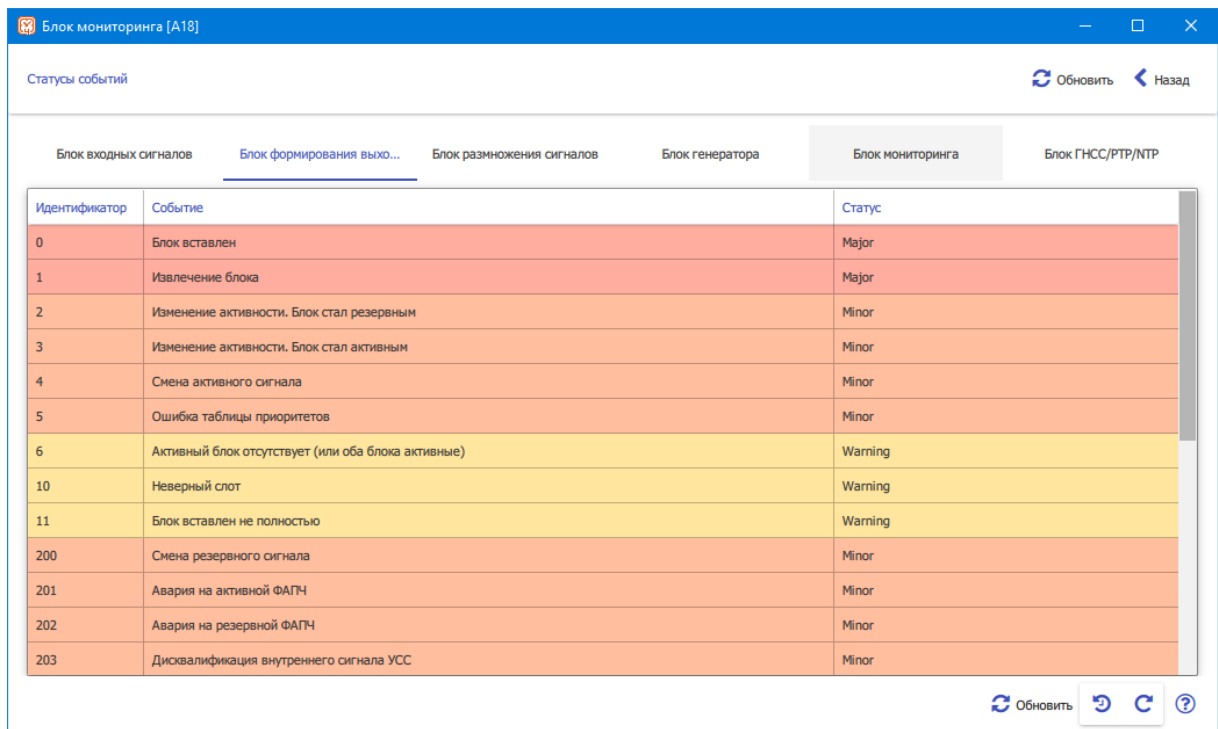 Блок мониторинга [A18]
Статусы событий
Обновить
Назад
Блок входных сигналов
Блок формирования выхо...
Блок размножения сигналов
Блок генератора
Блок мониторинга
Блок ГНСС/PTP/NTP
Идентификатор Событие Статус
0 Блок вставлен Major
1 Извлечение блока Major
2 Изменение активности. Блок стал резервным Minor
3 Изменение активности. Блок стал активным Minor
4 Смена активного сигнала Minor
5 Ошибка таблицы приоритетов Minor
6 Активный блок отсутствует (или оба блока активные) Warning
10 Неверный слот Warning
11 Блок вставлен не полностью Warning
200 Смена резервного сигнала Minor
201 Авария на активной ФАПЧ Minor
202 Авария на резервной ФАПЧ Minor
203 Дисквалификация внутреннего сигнала УСС Minor
Обновить